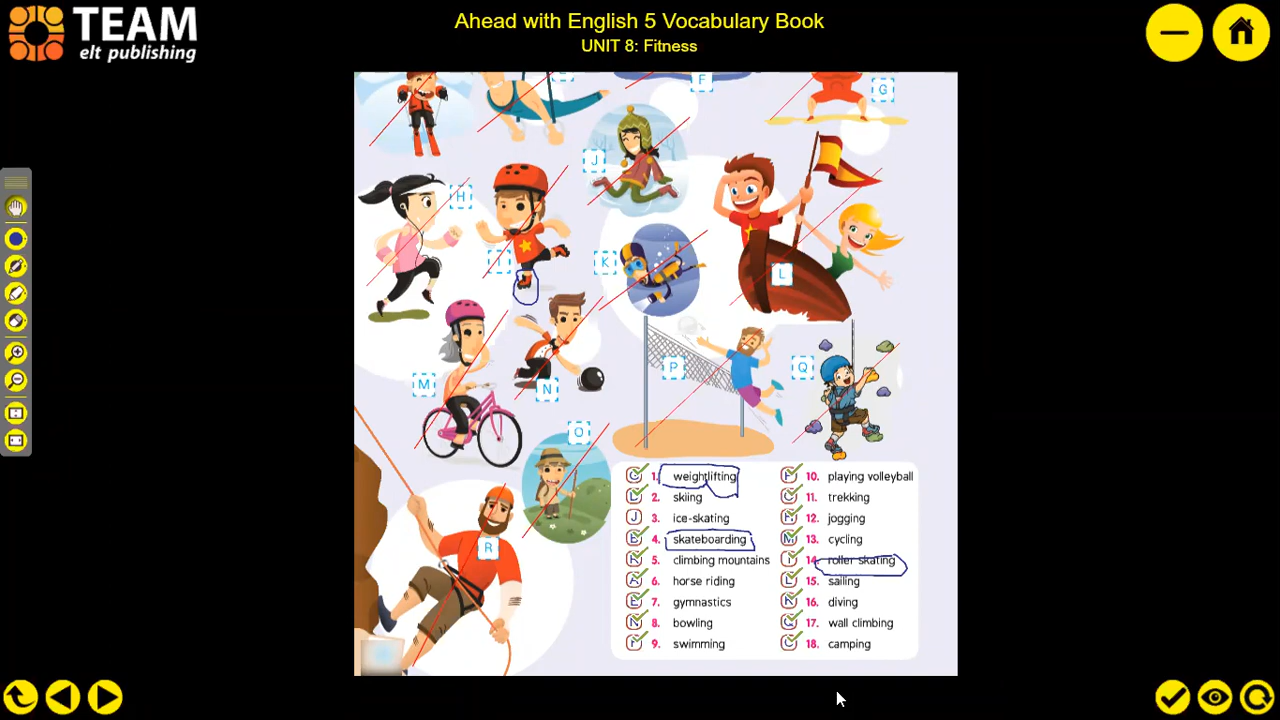 TEAM
elt publishing
Ahead with English 5 Vocabulary Book
UNIT 8: Fitness
F
G
J
H
I
K
L
M
N
P
Q
O
R
1. weightlifting
2. skiing
J 3. ice-skating
4. skateboarding
5. climbing mountains
6. horse riding
7. gymnastics
8. bowling
9. swimming
10. playing volleyball
11. trekking
12. jogging
13. cycling
14. roller skating
15. sailing
16. diving
17. wall climbing
18. camping